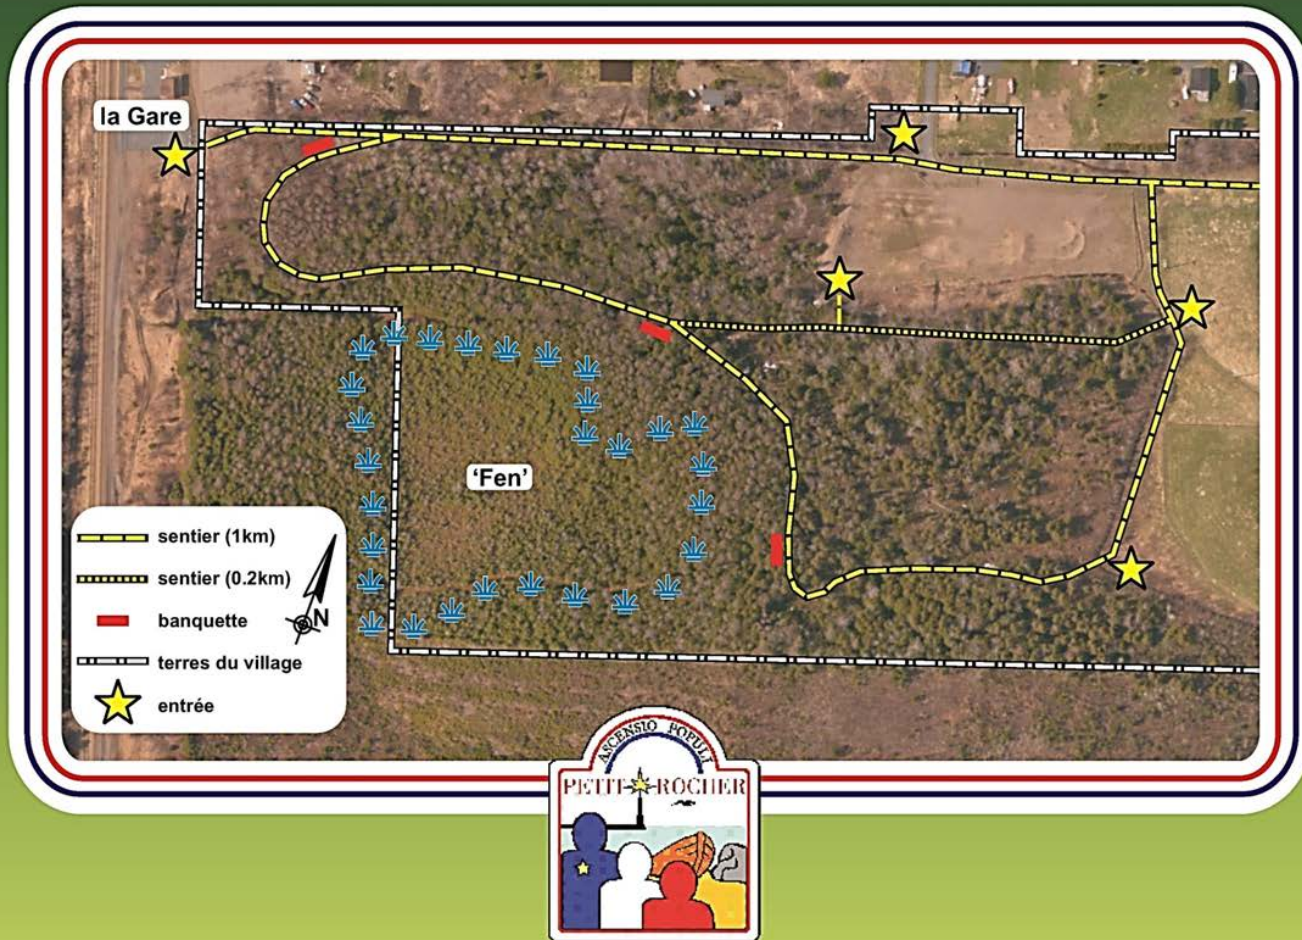 la Gare
'Fen'
sentier (1km)
sentier (0.2km)
banquette
N
terres du village
entrée
ASCENSIO POPULI
PETIT ROCHER